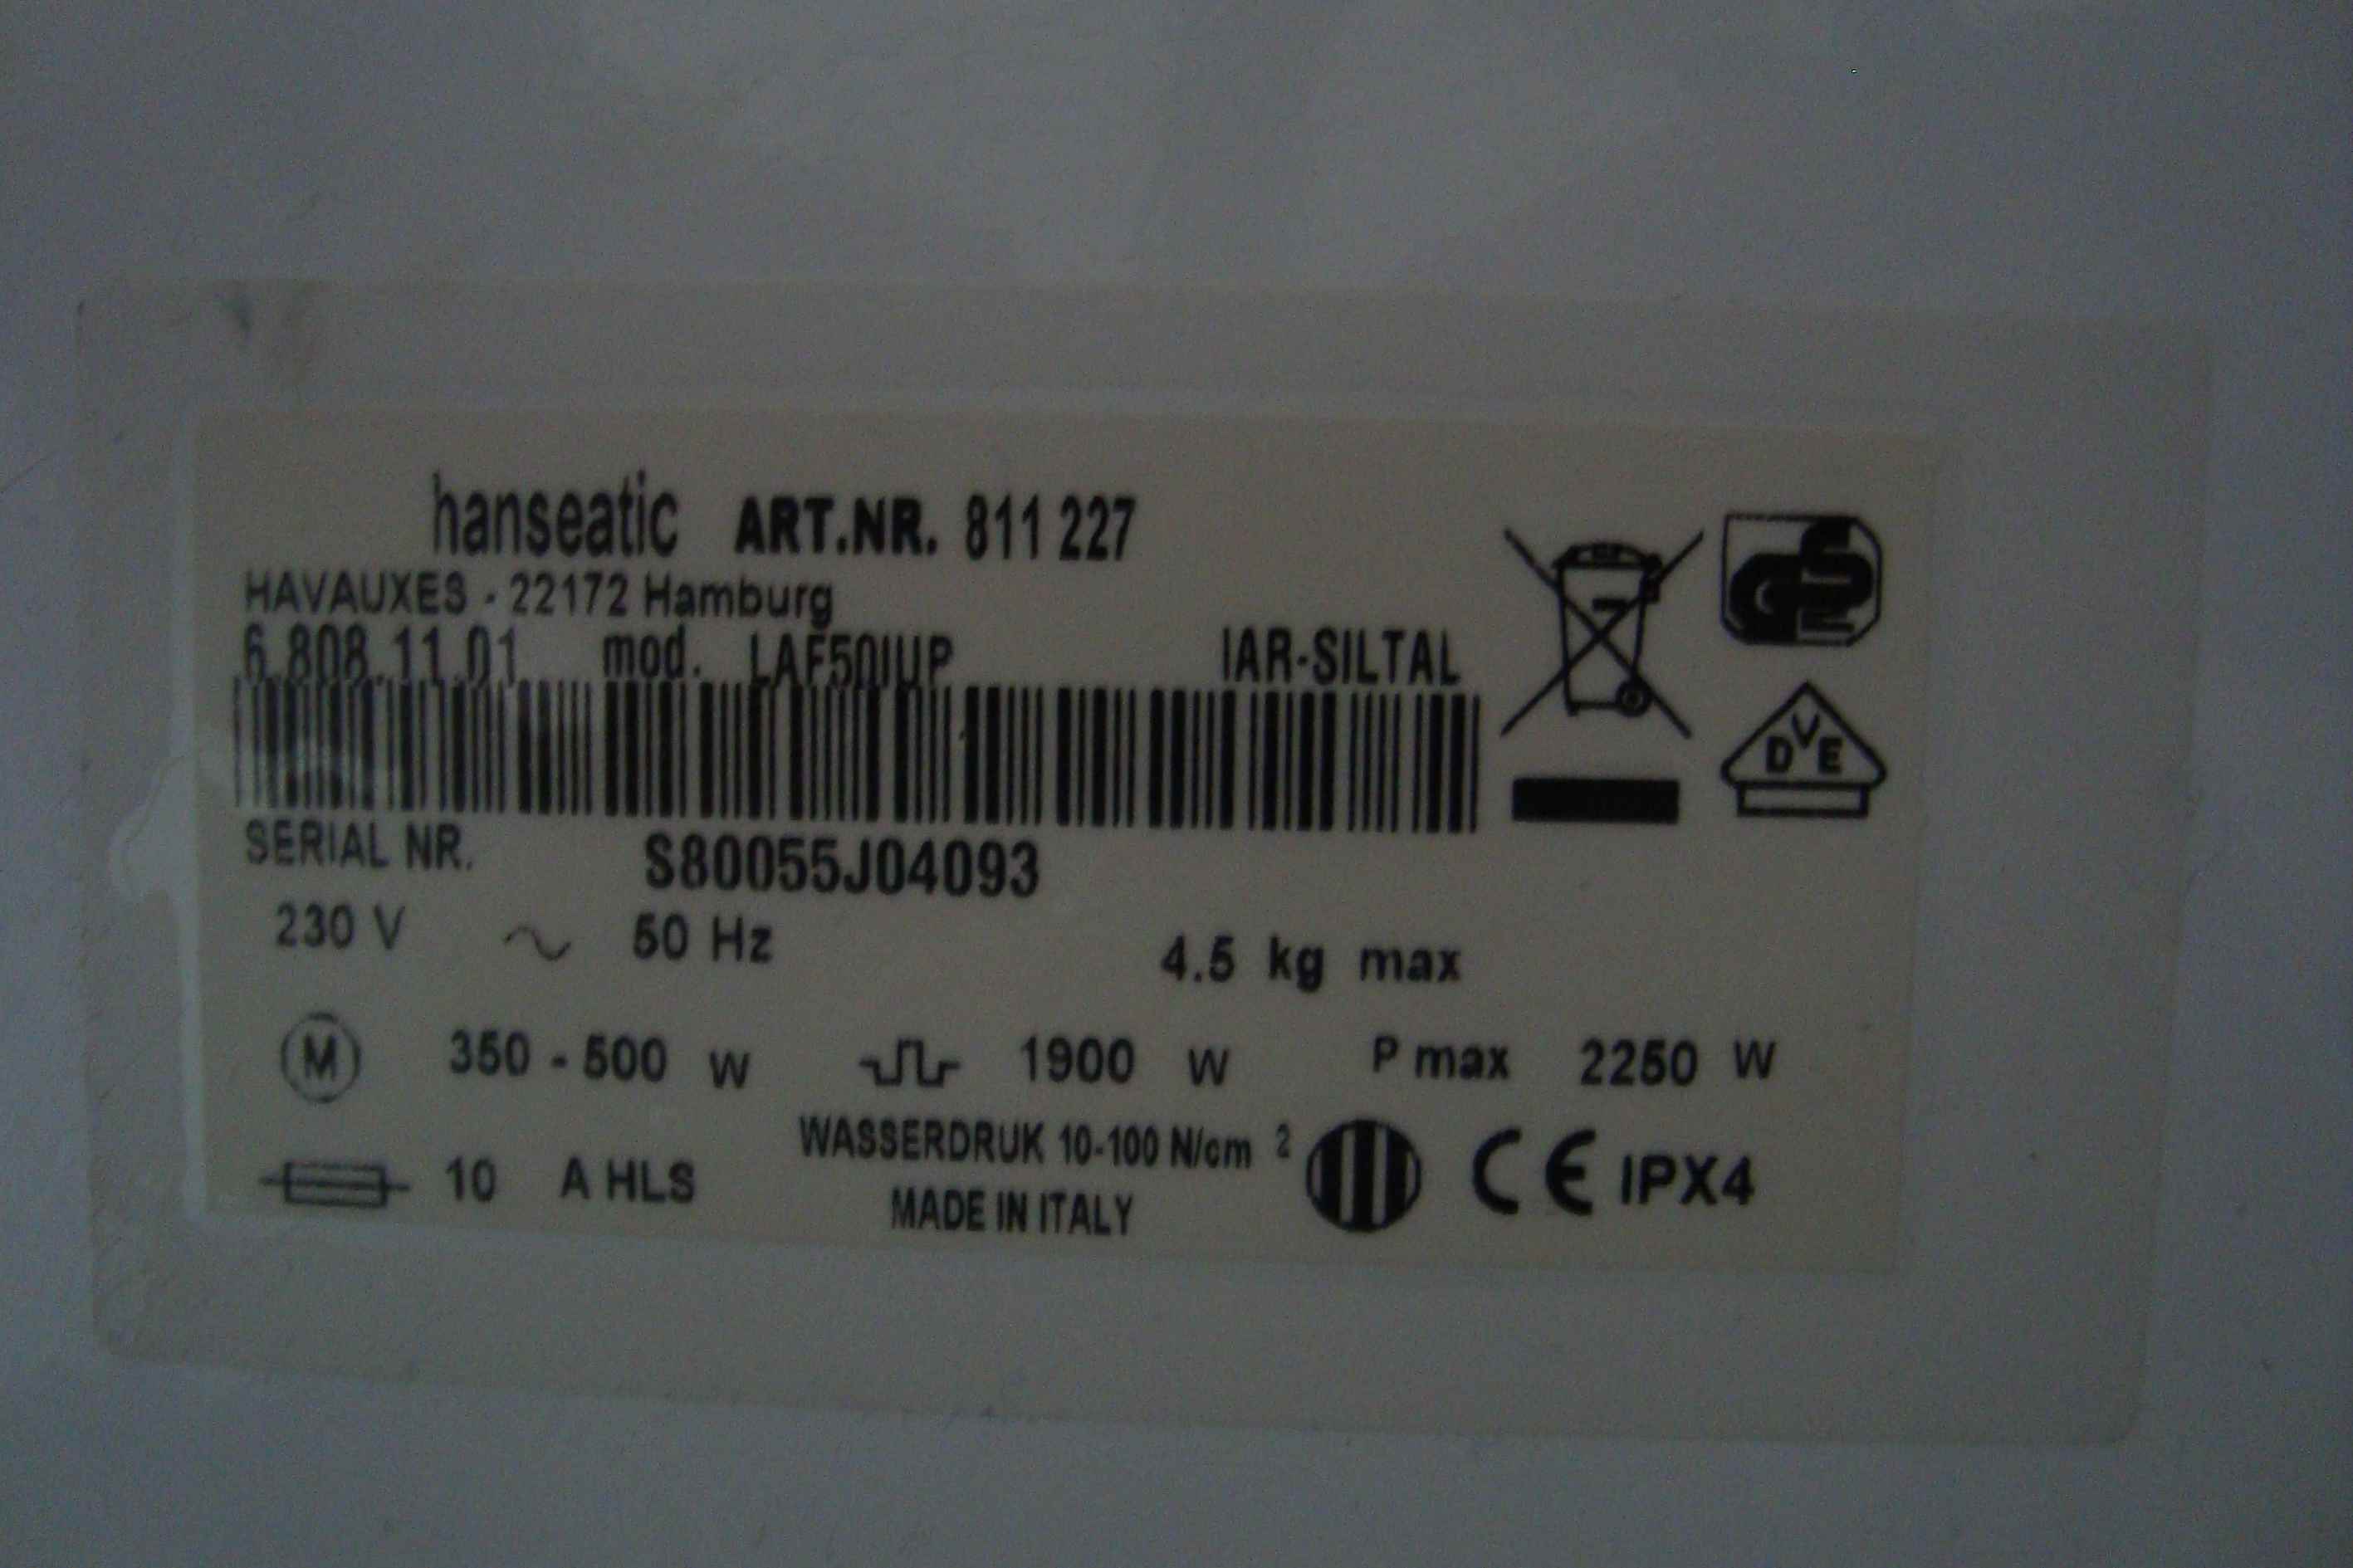 hanseatic ART.NR. 811 227
HAVAUXES - 22172 Hamburg
6.808.11.01 mod. LAF50IUP IAR-SILTAL
SERIAL NR. S80055J04093
230 V ~ 50 Hz 4.5 kg max
M 350 - 500 W 1900 W P max 2250 W
10 A HLS WASSERDRUK 10-100 N/cm 2 CE IPX4
MADE IN ITALY
GS
DVE